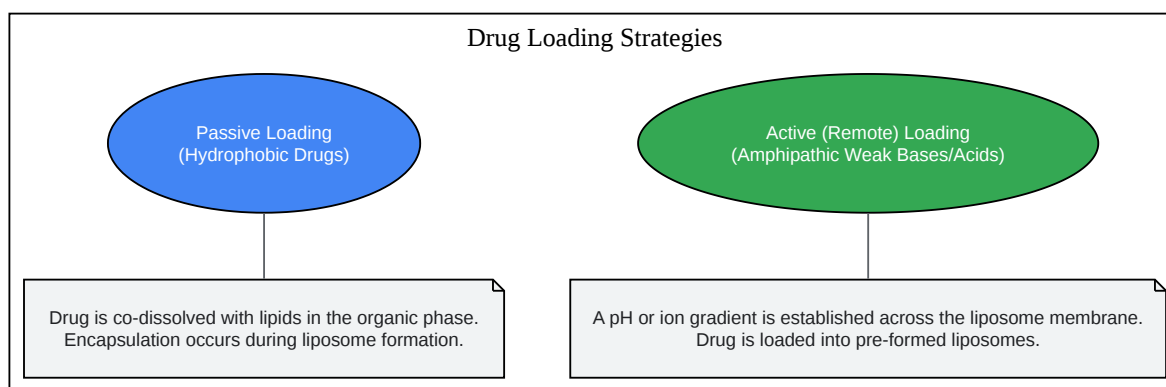 Drug Loading Strategies
Passive Loading
(Hydrophobic Drugs)
Active (Remote) Loading
(Amphipathic Weak Bases/Acids)
Drug is co-dissolved with lipids in the organic phase.
Encapsulation occurs during liposome formation.
A pH or ion gradient is established across the liposome membrane.
Drug is loaded into pre-formed liposomes.